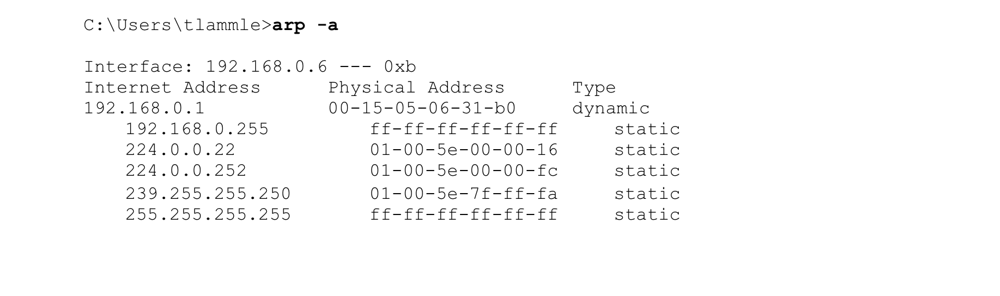 C:\Users\tlammle>arp -a
Interface: 192.168.0.6 --- 0xb
Internet Address Physical Address Type
192.168.0.1 00-15-05-06-31-b0 dynamic
192.168.0.255 ff-ff-ff-ff-ff-ff static
224.0.0.22 01-00-5e-00-00-16 static
224.0.0.252 01-00-5e-00-00-fc static
239.255.255.250 01-00-5e-7f-ff-fa static
255.255.255.255 ff-ff-ff-ff-ff-ff static